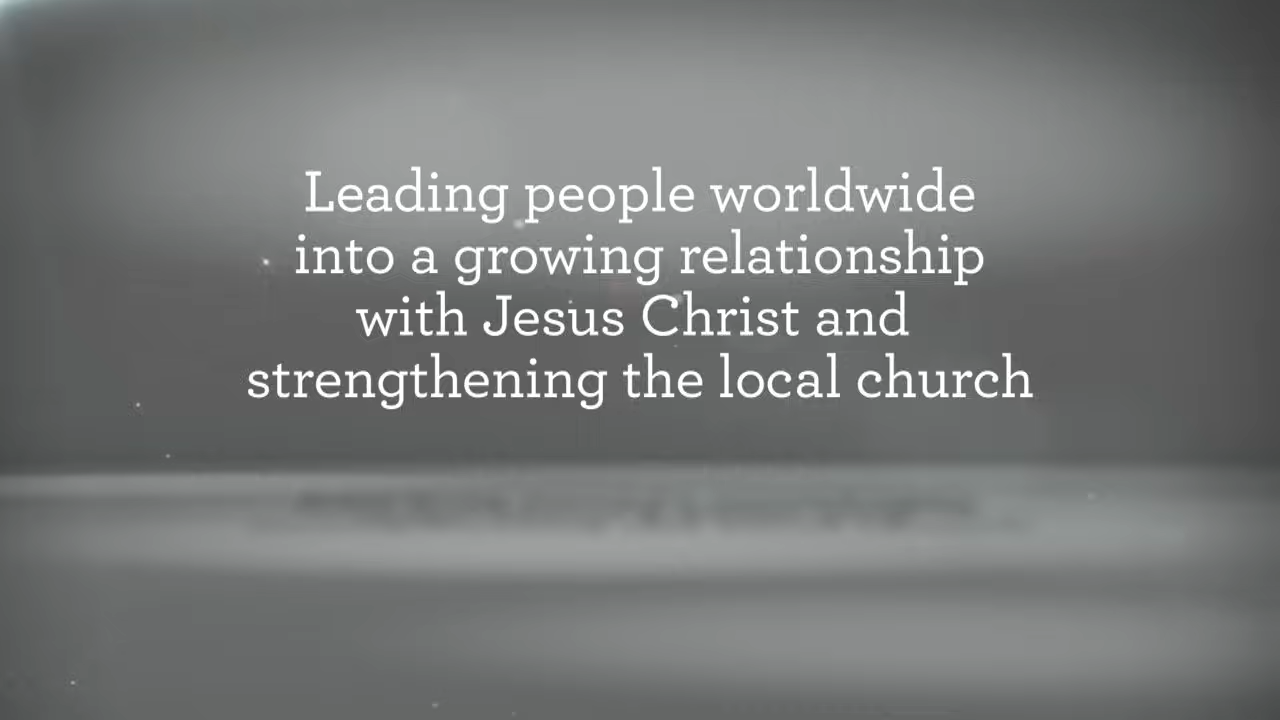 Leading people worldwide
into a growing relationship
with Jesus Christ and
strengthening the local church